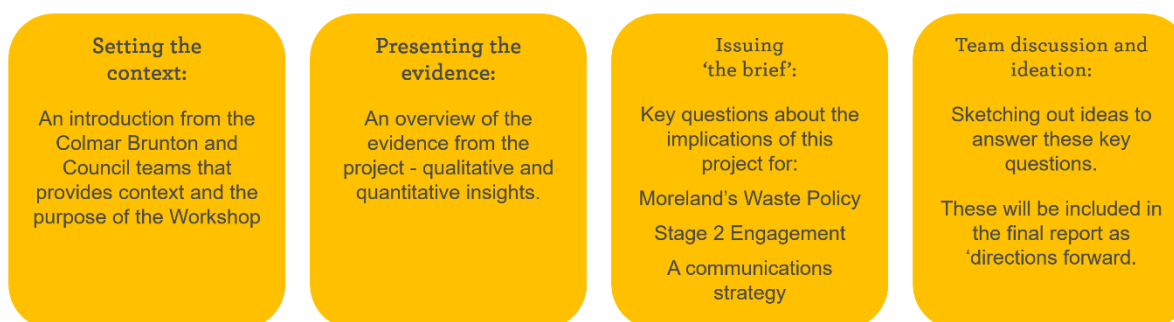 Setting the
context:
An introduction from the
Colmar Brunton and
Council teams that
provides context and the
purpose of the Workshop
Presenting the
evidence:
An overview of the
evidence from the
project - qualitative and
quantitative insights.
Issuing
‘the brief’:
Key questions about the
implications of this
project for:
Moreland’s Waste Policy
Stage 2 Engagement
A communications
strategy
Team discussion and
ideation:
Sketching out ideas to
answer these key
questions.
These will be included in
the final report as
‘directions forward.